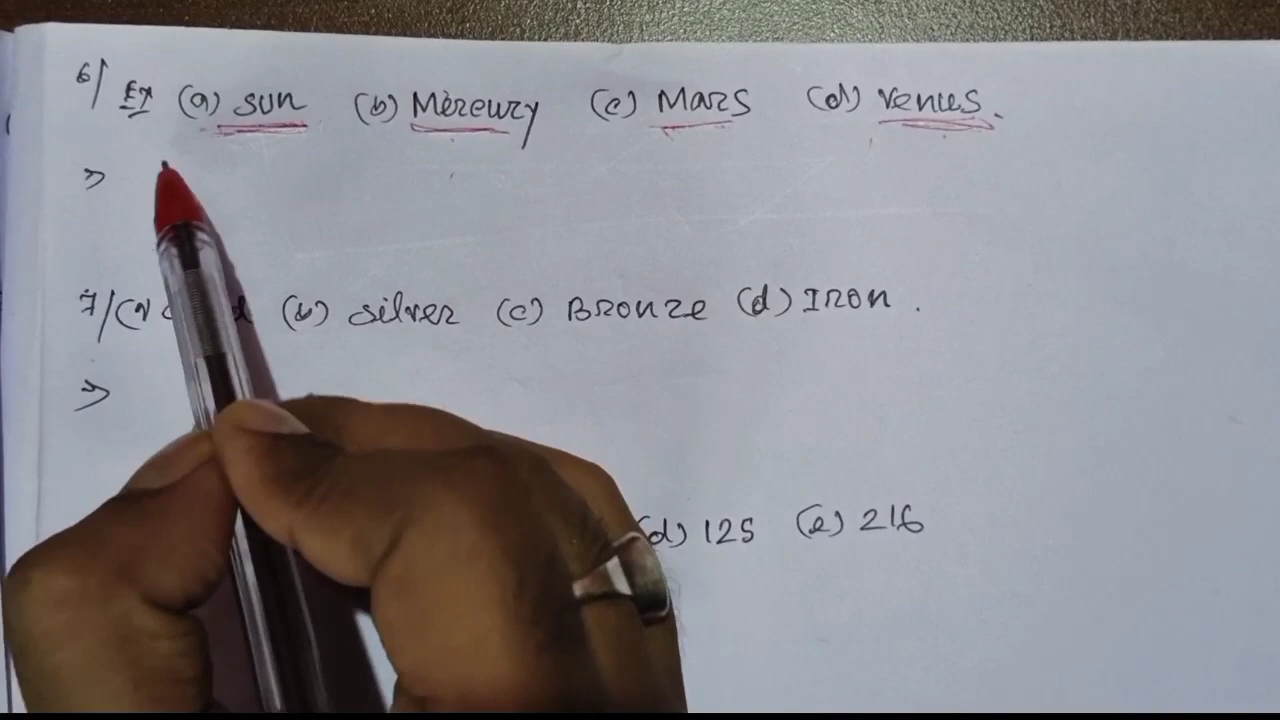 6/ Ex (a) sun (b) Mercury (c) Mars (d) Venus.
7/ (a) (b) silver (c) Bronze (d) Iron.
(d) 125 (e) 216